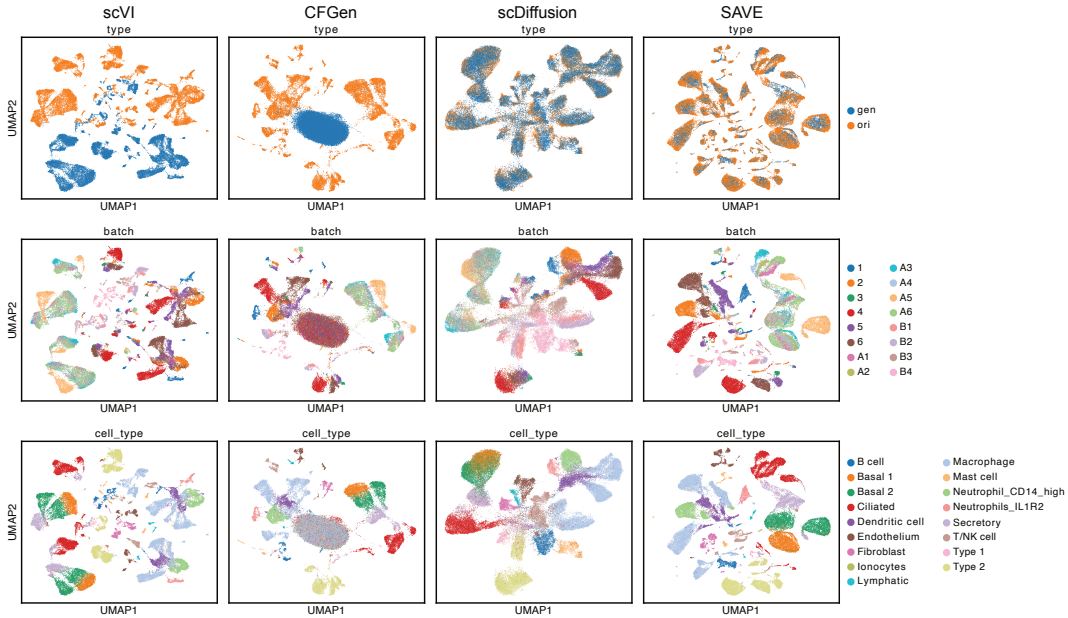 scVI CFGen scDiffusion SAVE
type type type type
UMAP2
UMAP1 UMAP1 UMAP1 UMAP1
gen
ori
batch batch batch batch
UMAP2
UMAP1 UMAP1 UMAP1 UMAP1
1 A3
2 A4
3 A5
4 A6
5 B1
6 B2
A1 B3
A2 B4
cell_type cell_type cell_type cell_type
UMAP2
UMAP1 UMAP1 UMAP1 UMAP1
B cell Macrophage
Basal 1 Mast cell
Basal 2 Neutrophil_CD14_high
Ciliated Neutrophils_IL1R2
Dendritic cell Secretory
Endothelium T/NK cell
Fibroblast Type 1
Ionocytes Type 2
Lymphatic